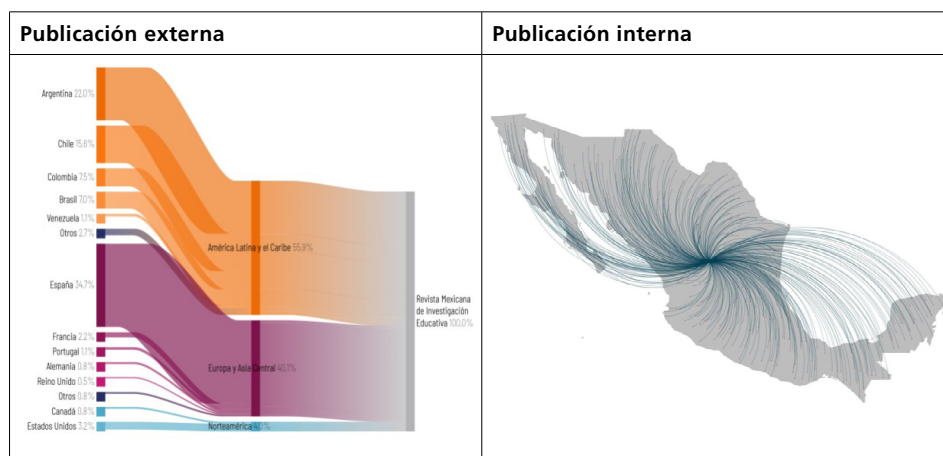 Publicación externa
Publicación interna
Argentina 22.0%
Chile 15.6%
Colombia 7.5%
Brasil 7.0%
Venezuela 1.1%
Otros 2.7%
América Latina y el Caribe 55.9%
España 34.7%
Revista Mexicana
de Investigación
Educativa 100.0%
Francia 2.2%
Portugal 1.1%
Alemania 0.8%
Reino Unido 0.5%
Otros 0.8%
Canadá 0.8%
Estados Unidos 3.2%
Europa y Asia Central 40.1%
Norteamérica 4.0%